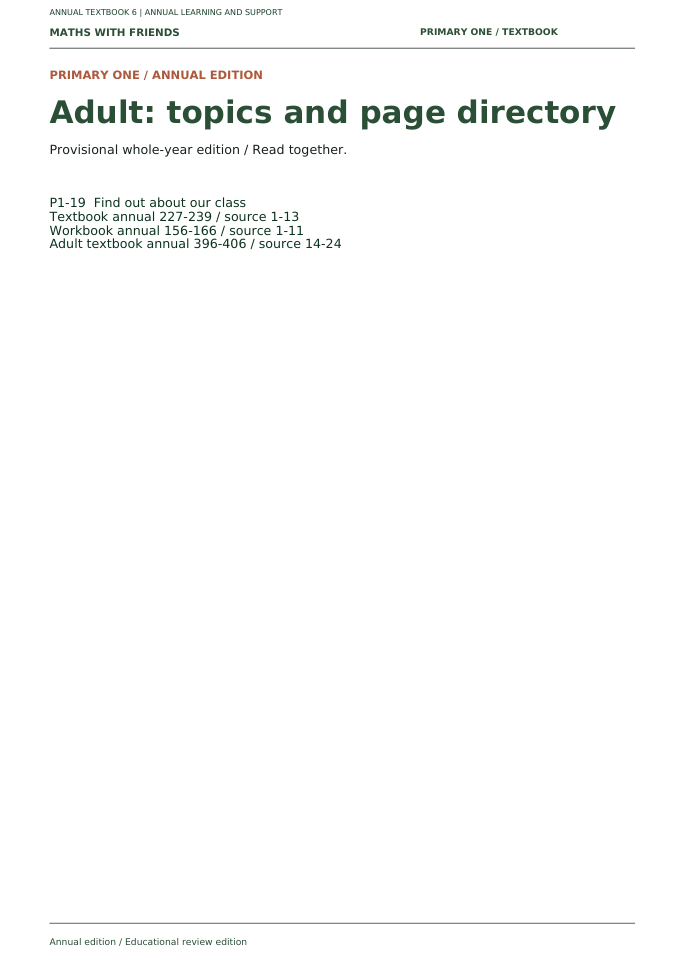 ANNUAL TEXTBOOK 6 | ANNUAL LEARNING AND SUPPORT
MATHS WITH FRIENDS
PRIMARY ONE / TEXTBOOK
PRIMARY ONE / ANNUAL EDITION
Adult: topics and page directory
Provisional whole-year edition / Read together.
P1-19  Find out about our class
Textbook annual 227-239 / source 1-13
Workbook annual 156-166 / source 1-11
Adult textbook annual 396-406 / source 14-24
Annual edition / Educational review edition